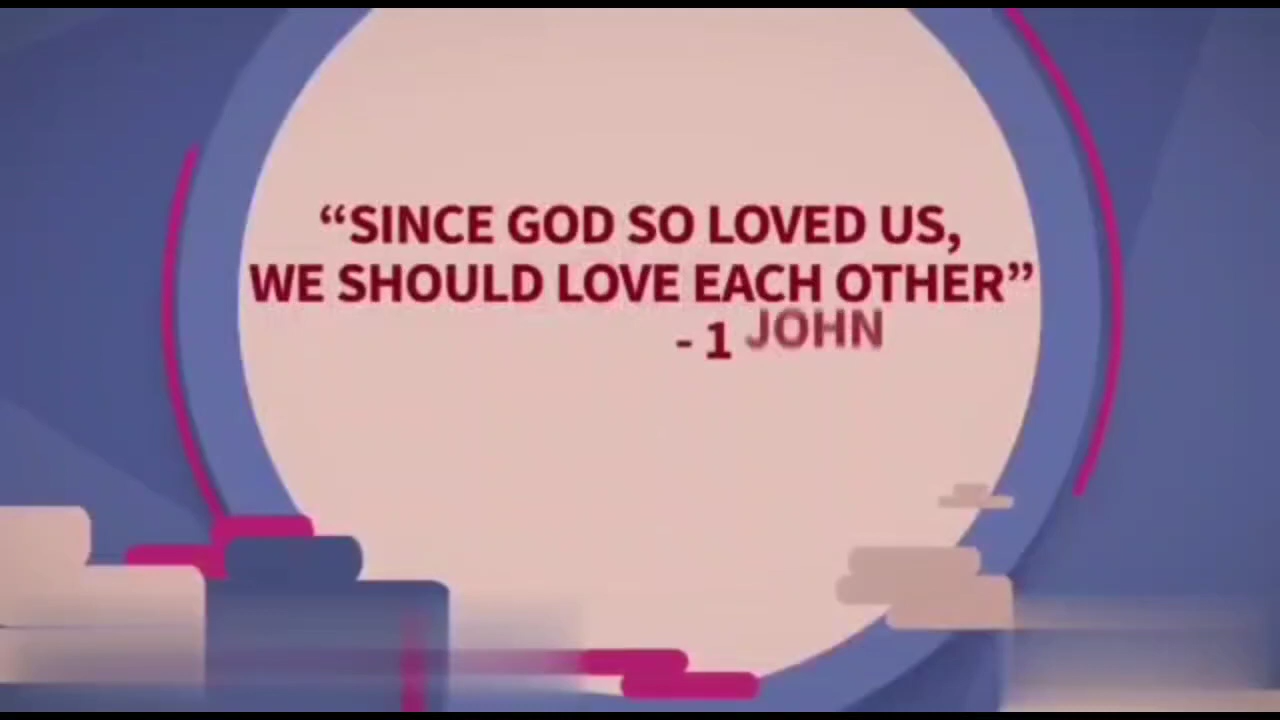 “SINCE GOD SO LOVED US,
WE SHOULD LOVE EACH OTHER”
- 1 JOHN